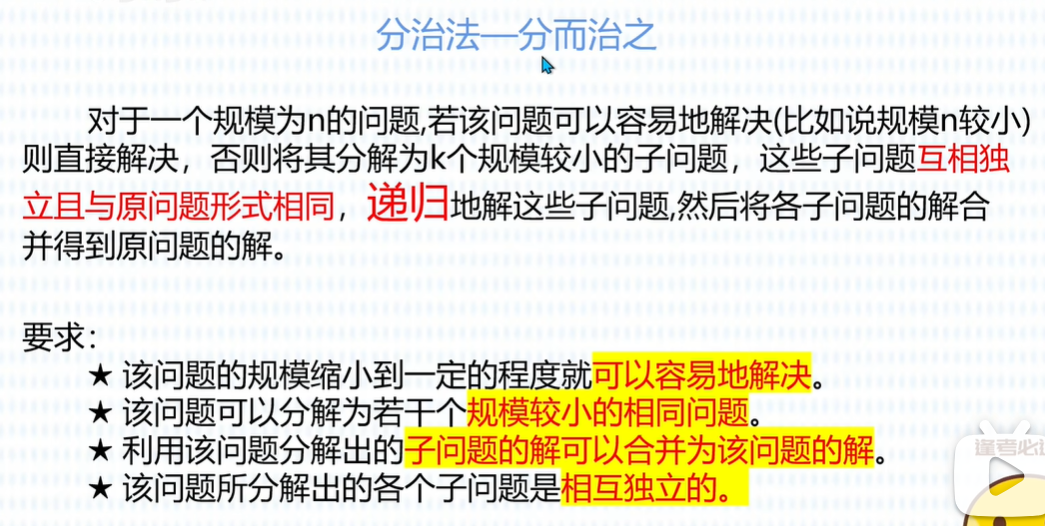 分治法—分而治之
对于一个规模为n的问题,若该问题可以容易地解决(比如说规模n较小)
则直接解决，否则将其分解为k个规模较小的子问题，这些子问题互相独
立且与原问题形式相同，递归地解这些子问题,然后将各子问题的解合
并得到原问题的解。
要求：
★ 该问题的规模缩小到一定的程度就可以容易地解决。
★ 该问题可以分解为若干个规模较小的相同问题。
★ 利用该问题分解出的子问题的解可以合并为该问题的解。
★ 该问题所分解出的各个子问题是相互独立的。
逢考必